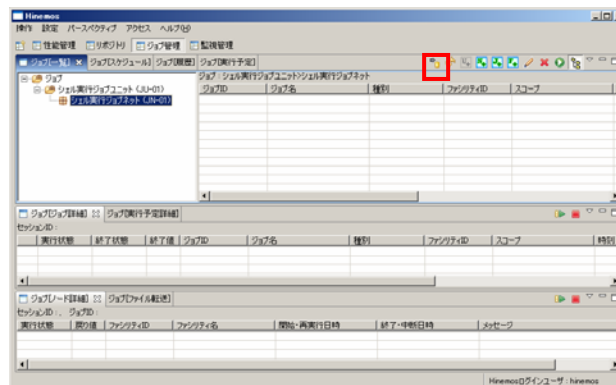 Hinemos
操作 設定 パースペクティブ アクセス ヘルプ(H)
性能管理 リポジトリ ジョブ管理 監視管理
ジョブ[一覧] ジョブ[スケジュール] ジョブ[履歴] ジョブ[実行予定]
ジョブ
シェル実行ジョブユニット (JU-01)
シェル実行ジョブネット (JN-01)
ジョブ : シェル実行ジョブユニット>シェル実行ジョブネット
ジョブID ジョブ名 種別 ファシリティID スコープ
ジョブ[ジョブ詳細] ジョブ[実行予定詳細]
セッションID :
実行状態 終了状態 終了値 ジョブID ジョブ名 種別 ファシリティID スコープ 時刻
ジョブ[ノード詳細] ジョブ[ファイル転送]
セッションID : 、 ジョブID :
実行状態 戻り値 ファシリティID ファシリティ名 開始・再実行日時 終了・中断日時 メッセージ
Hinemosログインユーザ : hinemos